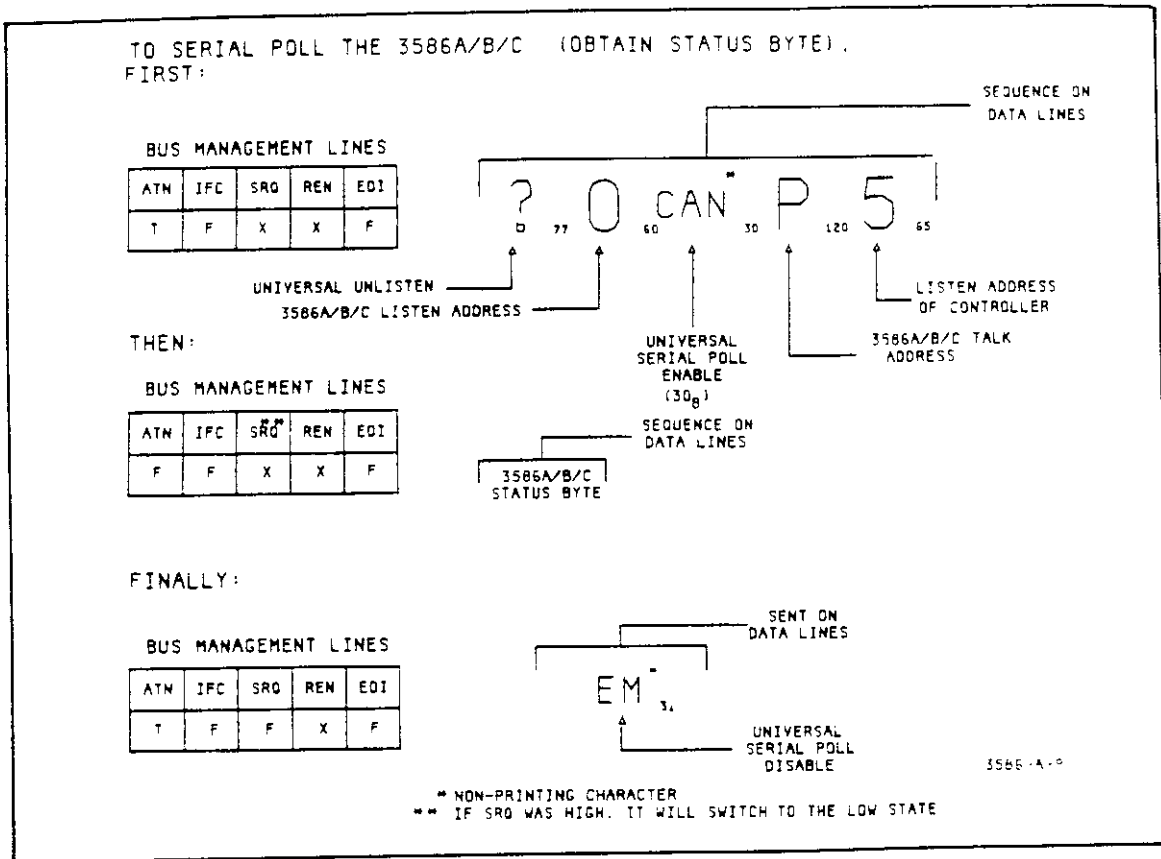 TO SERIAL POLL THE 3586A/B/C (OBTAIN STATUS BYTE).
FIRST:
SEQUENCE ON
DATA LINES
BUS MANAGEMENT LINES
ATN IFC SRQ REN EOI
T F X X F
? 77 0 60 CAN* 30 P 120 5 65
UNIVERSAL UNLISTEN
3586A/B/C LISTEN ADDRESS
LISTEN ADDRESS
OF CONTROLLER
UNIVERSAL
SERIAL POLL
ENABLE
(30₈)
3586A/B/C TALK
ADDRESS
THEN:
BUS MANAGEMENT LINES
ATN IFC SRQ** REN EOI
F F X X F
SEQUENCE ON
DATA LINES
3586A/B/C
STATUS BYTE
FINALLY:
SENT ON
DATA LINES
BUS MANAGEMENT LINES
ATN IFC SRQ REN EOI
T F F X F
EM*
UNIVERSAL
SERIAL POLL
DISABLE
* NON-PRINTING CHARACTER
** IF SRQ WAS HIGH. IT WILL SWITCH TO THE LOW STATE